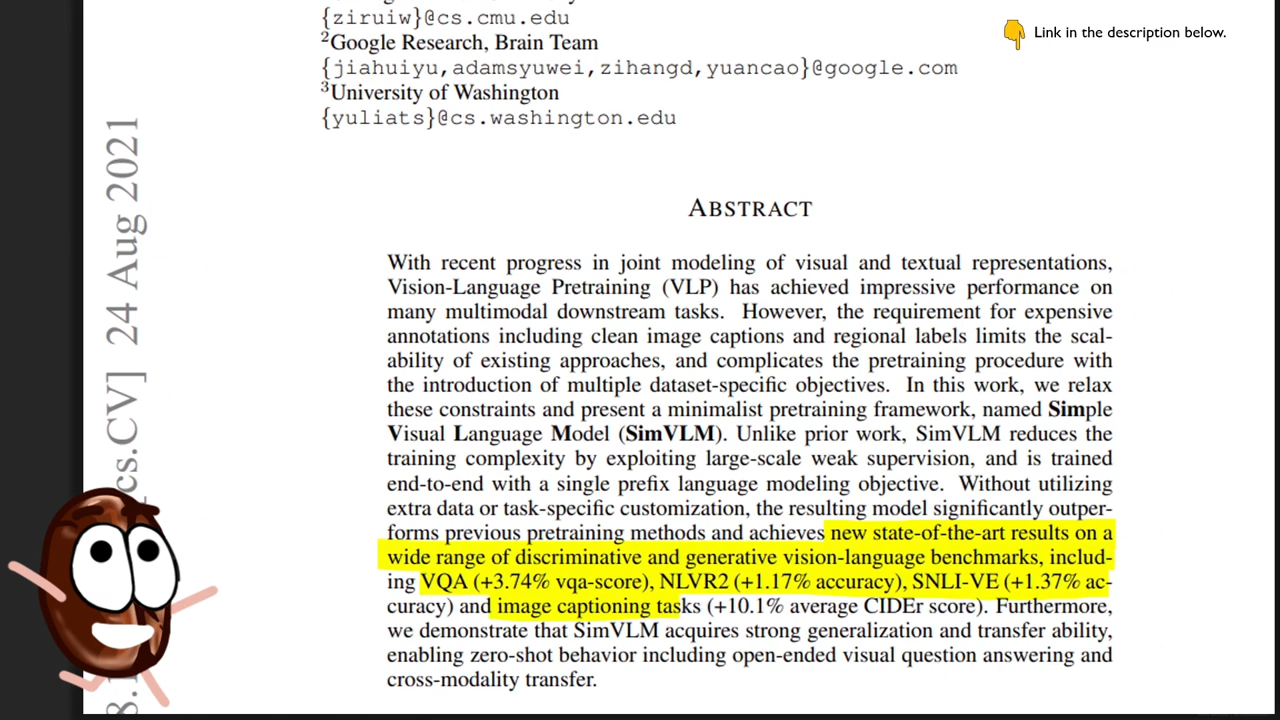 {ziruiw}@cs.cmu.edu
Link in the description below.
2Google Research, Brain Team
{jiahuiyu,adamsyuwei,zihangd,yuancao}@google.com
3University of Washington
{yuliats}@cs.washington.edu
24 Aug 2021
cs.CV]
ABSTRACT
With recent progress in joint modeling of visual and textual representations,
Vision-Language Pretraining (VLP) has achieved impressive performance on
many multimodal downstream tasks. However, the requirement for expensive
annotations including clean image captions and regional labels limits the scal-
ability of existing approaches, and complicates the pretraining procedure with
the introduction of multiple dataset-specific objectives. In this work, we relax
these constraints and present a minimalist pretraining framework, named Simple
Visual Language Model (SimVLM). Unlike prior work, SimVLM reduces the
training complexity by exploiting large-scale weak supervision, and is trained
end-to-end with a single prefix language modeling objective. Without utilizing
extra data or task-specific customization, the resulting model significantly outper-
forms previous pretraining methods and achieves new state-of-the-art results on a
wide range of discriminative and generative vision-language benchmarks, includ-
ing VQA (+3.74% vqa-score), NLVR2 (+1.17% accuracy), SNLI-VE (+1.37% ac-
curacy) and image captioning tasks (+10.1% average CIDEr score). Furthermore,
we demonstrate that SimVLM acquires strong generalization and transfer ability,
enabling zero-shot behavior including open-ended visual question answering and
cross-modality transfer.